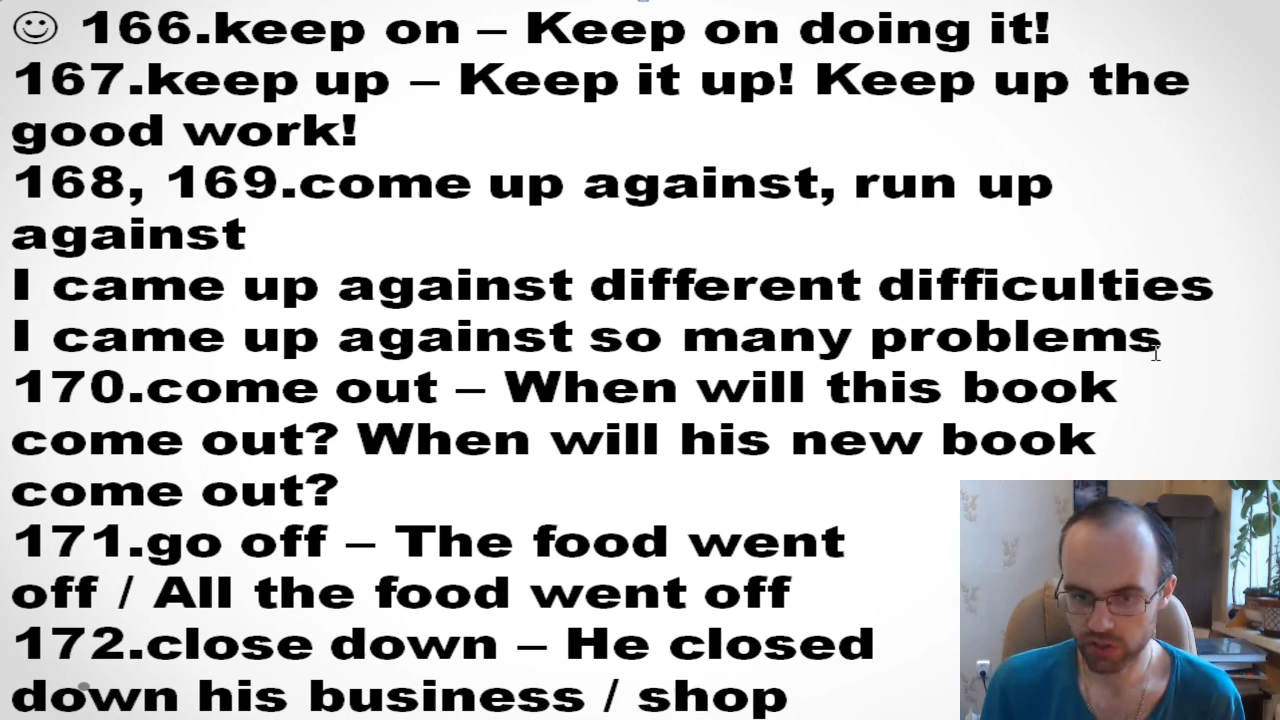 ☺ 166.keep on – Keep on doing it!
167.keep up – Keep it up! Keep up the
good work!
168, 169.come up against, run up
against
I came up against different difficulties
I came up against so many problems
170.come out – When will this book
come out? When will his new book
come out?
171.go off – The food went
off / All the food went off
172.close down – He closed
down his business / shop